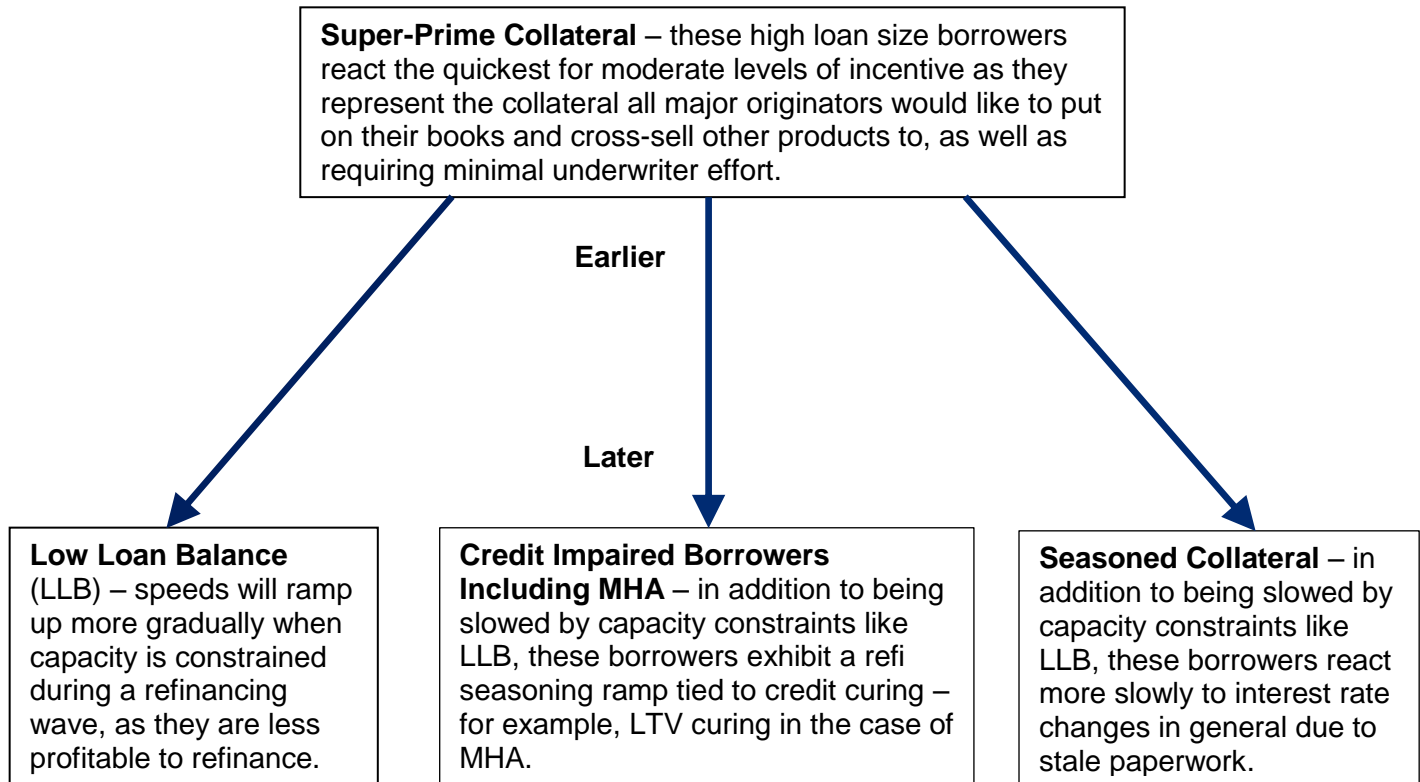 Super-Prime Collateral – these high loan size borrowers
react the quickest for moderate levels of incentive as they
represent the collateral all major originators would like to put
on their books and cross-sell other products to, as well as
requiring minimal underwriter effort.
Earlier
Later
Low Loan Balance
(LLB) – speeds will ramp
up more gradually when
capacity is constrained
during a refinancing
wave, as they are less
profitable to refinance.
Credit Impaired Borrowers
Including MHA – in addition to being
slowed by capacity constraints like
LLB, these borrowers exhibit a refi
seasoning ramp tied to credit curing –
for example, LTV curing in the case of
MHA.
Seasoned Collateral – in
addition to being slowed by
capacity constraints like
LLB, these borrowers react
more slowly to interest rate
changes in general due to
stale paperwork.